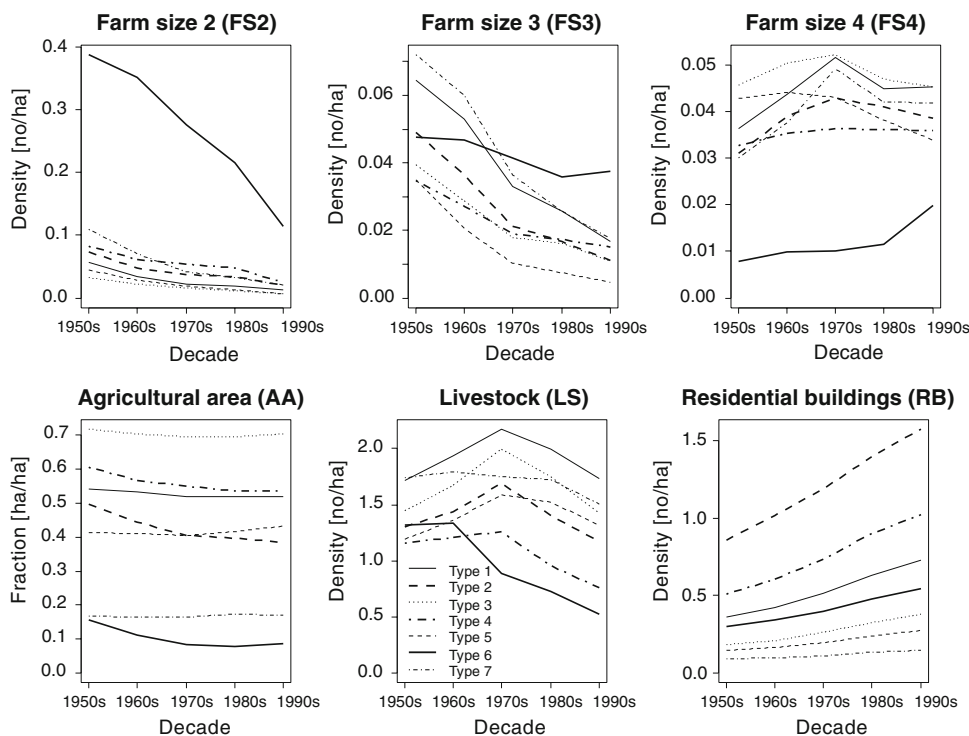 Farm size 2 (FS2)
Farm size 3 (FS3)
Farm size 4 (FS4)
Density [no/ha]
0.4
0.3
0.2
0.1
0.0
1950s 1960s 1970s 1980s 1990s
Decade
Density [no/ha]
0.06
0.04
0.02
0.00
1950s 1960s 1970s 1980s 1990s
Decade
Density [no/ha]
0.05
0.04
0.03
0.02
0.01
0.00
1950s 1960s 1970s 1980s 1990s
Decade
Agricultural area (AA)
Livestock (LS)
Residential buildings (RB)
Fraction [ha/ha]
0.7
0.6
0.5
0.4
0.3
0.2
0.1
0.0
1950s 1960s 1970s 1980s 1990s
Decade
Density [no/ha]
2.0
1.5
1.0
0.5
0.0
Type 1
Type 2
Type 3
Type 4
Type 5
Type 6
Type 7
1950s 1960s 1970s 1980s 1990s
Decade
Density [no/ha]
1.5
1.0
0.5
0.0
1950s 1960s 1970s 1980s 1990s
Decade